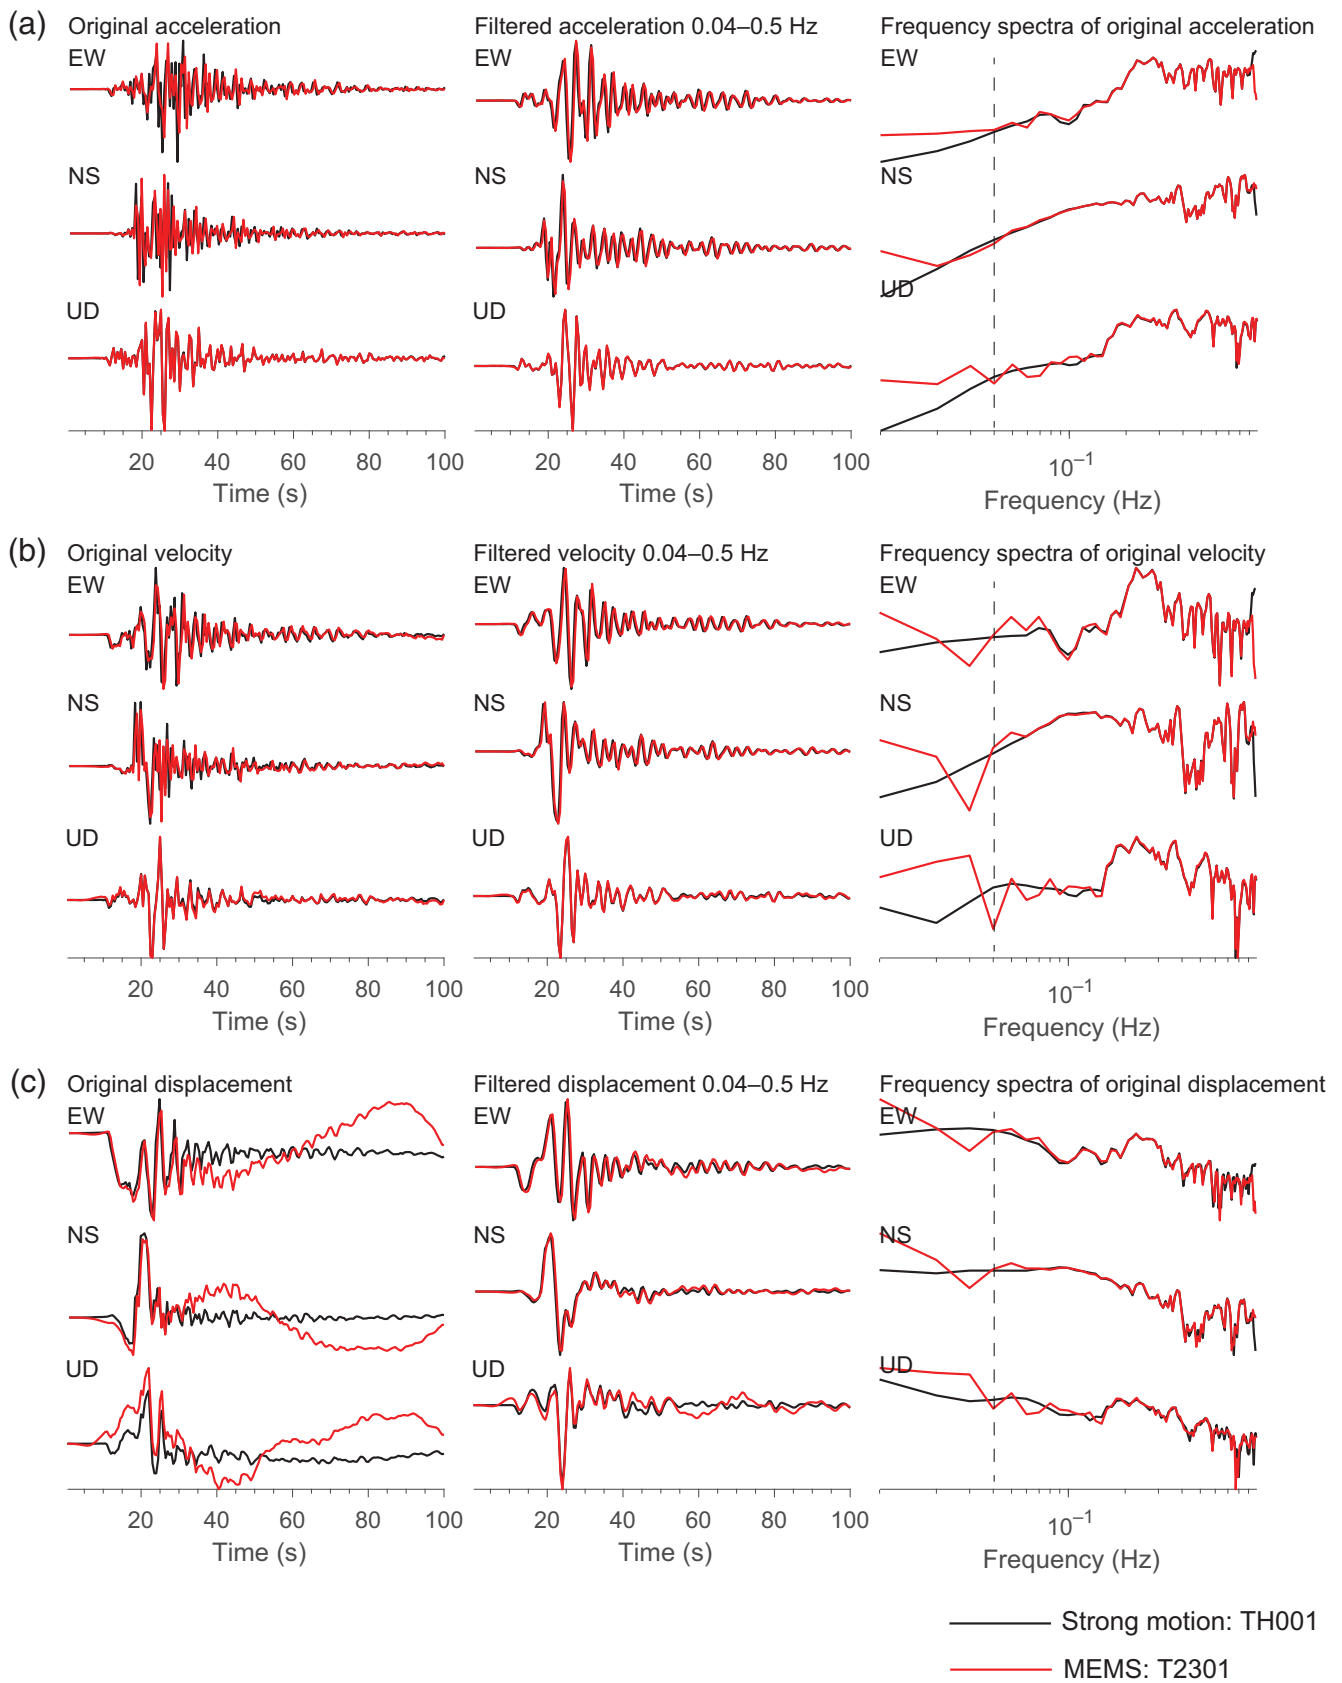 (a) Original acceleration Filtered acceleration 0.04–0.5 Hz Frequency spectra of original acceleration
EW EW EW
NS NS NS
UD UD UD
20 40 60 80 100 20 40 60 80 100 10⁻¹
Time (s) Time (s) Frequency (Hz)
(b) Original velocity Filtered velocity 0.04–0.5 Hz Frequency spectra of original velocity
EW EW EW
NS NS NS
UD UD UD
20 40 60 80 100 20 40 60 80 100 10⁻¹
Time (s) Time (s) Frequency (Hz)
(c) Original displacement Filtered displacement 0.04–0.5 Hz Frequency spectra of original displacement
EW EW EW
NS NS NS
UD UD UD
20 40 60 80 100 20 40 60 80 100 10⁻¹
Time (s) Time (s) Frequency (Hz)
Strong motion: TH001
MEMS: T2301